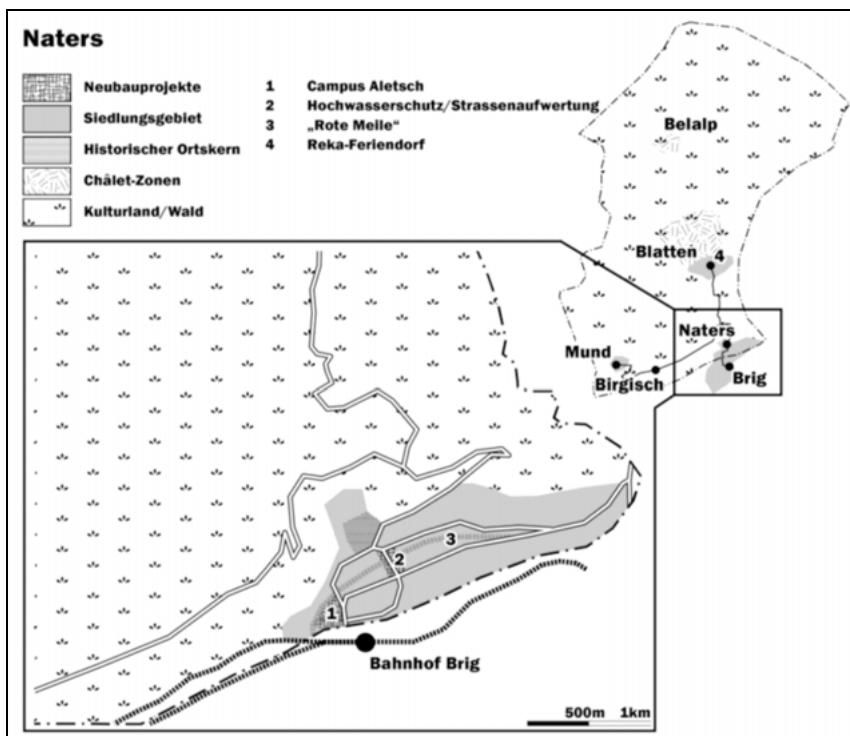 Naters
Neubauprojekte
Siedlungsgebiet
Historischer Ortskern
Châlet-Zonen
Kulturland/Wald
1 Campus Aletsch
2 Hochwasserschutz/Strassenaufwertung
3 „Rote Meile“
4 Reka-Feriendorf
Belalp
Blatten 4
Naters
Mund
Birgisch
Brig
3
2
1
Bahnhof Brig
500m 1km